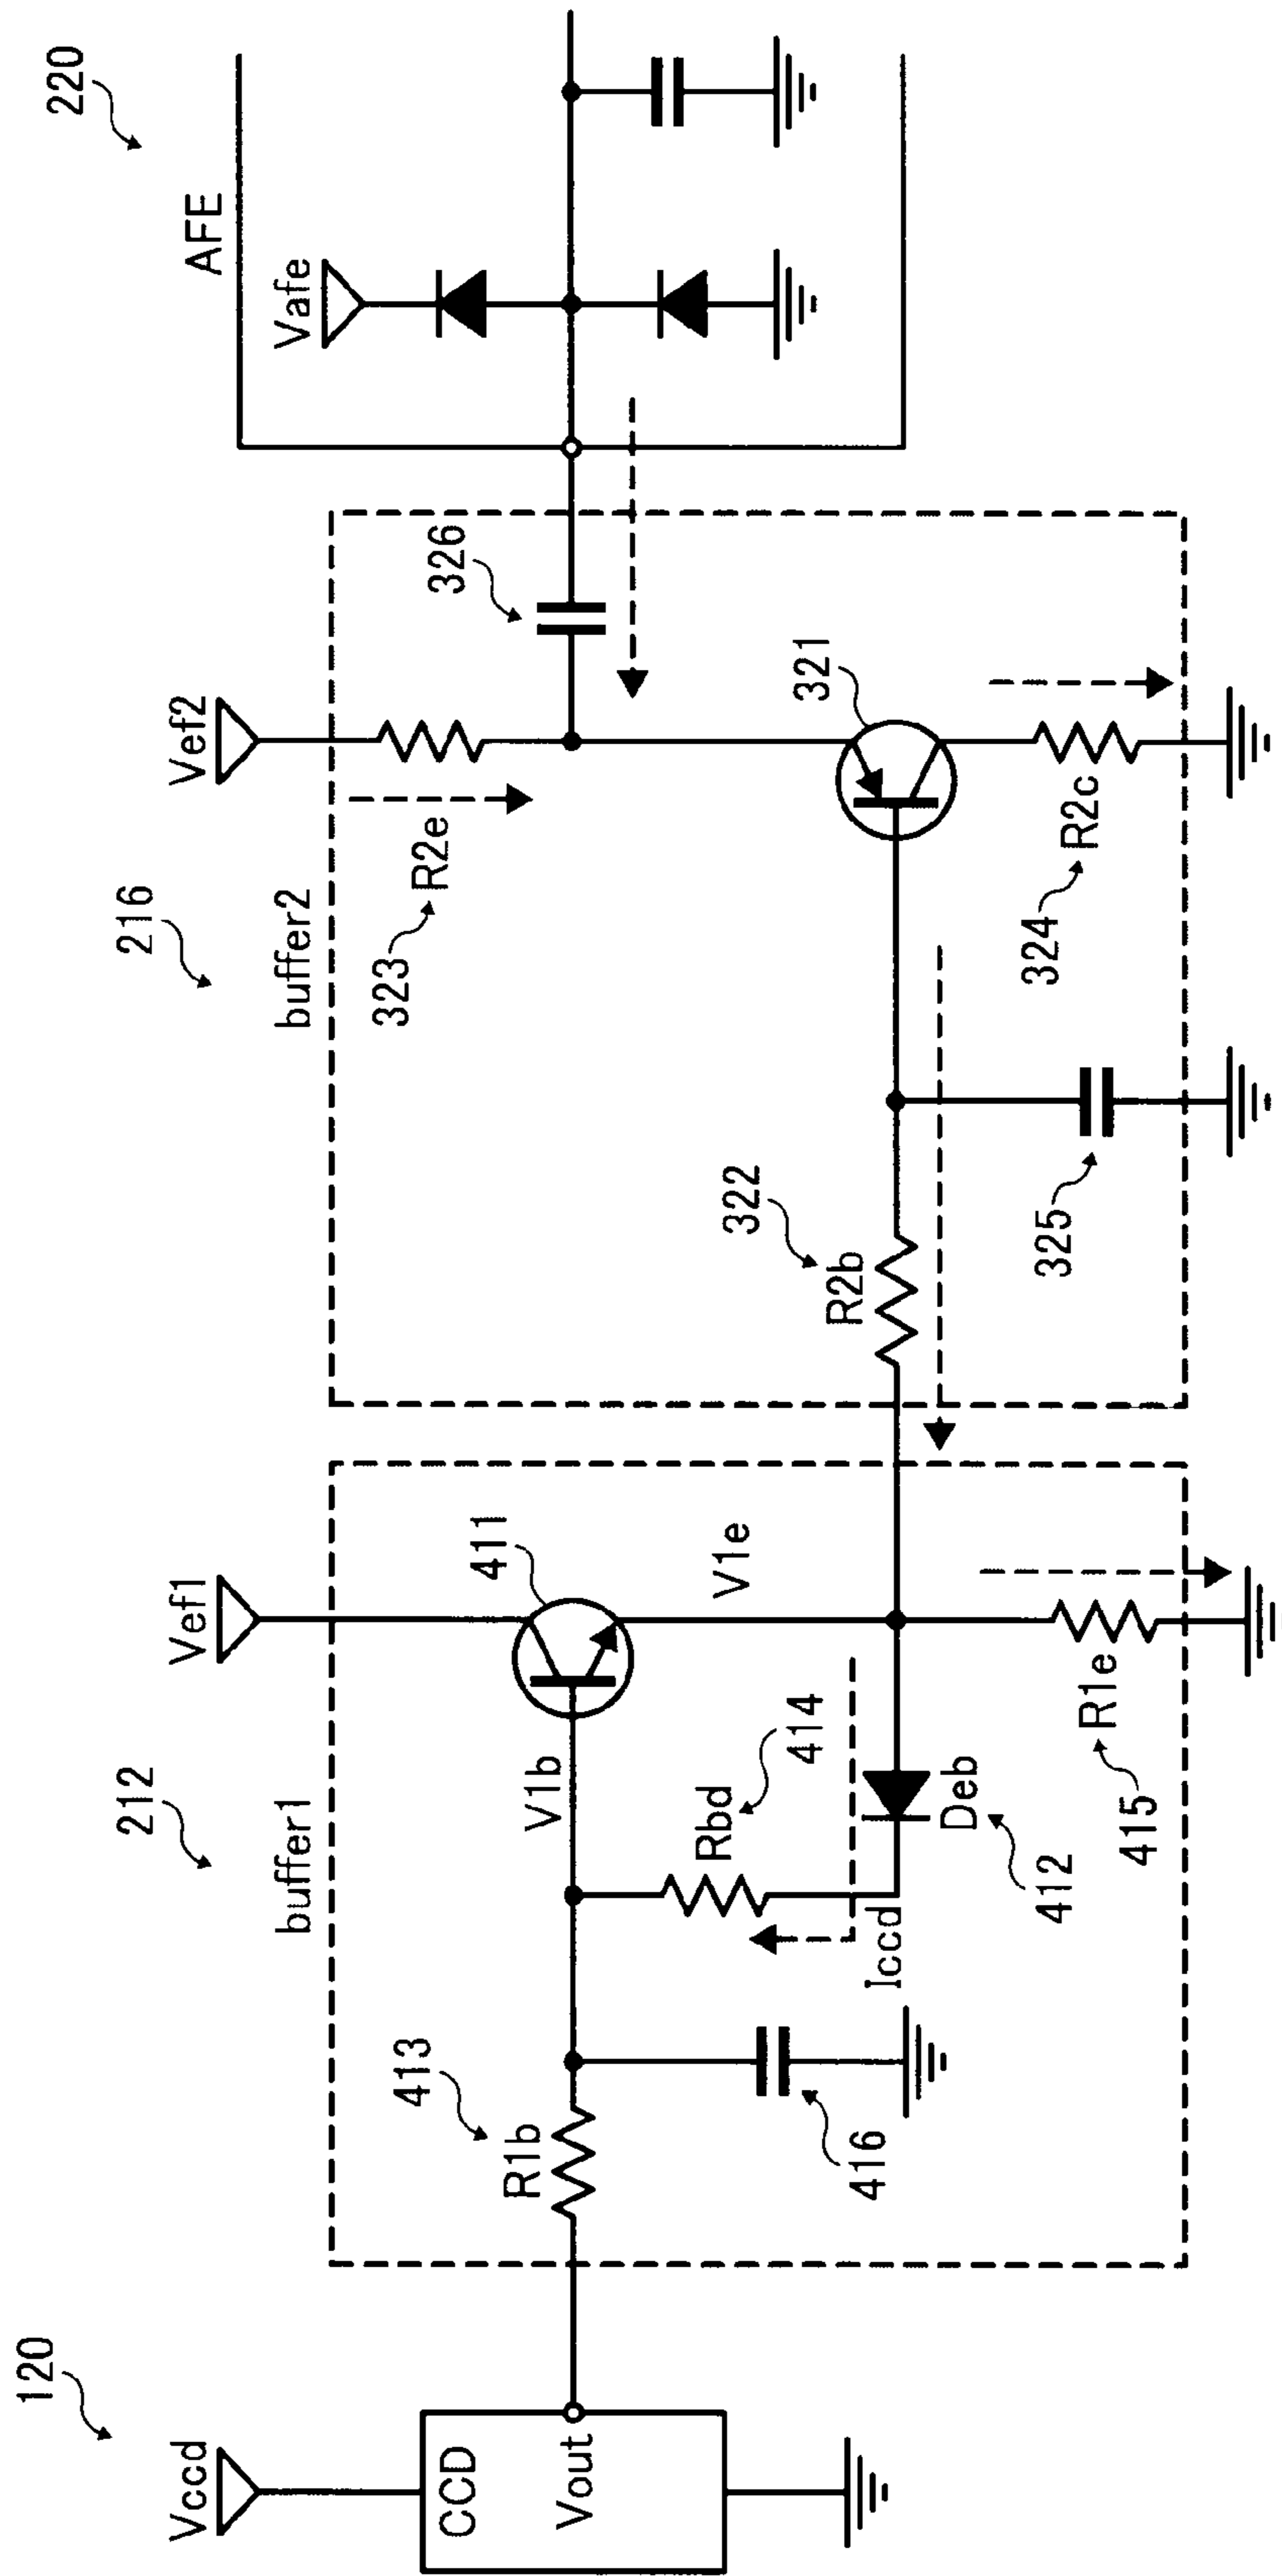 120
Vccd
CCD
Vout
212
buffer1
Vef1
413
R1b
416
V1b
411
Rbd
414
V1e
Iccd
Deb
412
R1e
415
216
buffer2
Vef2
R2e
323
326
322
R2b
325
321
R2c
324
220
AFE
Vafe